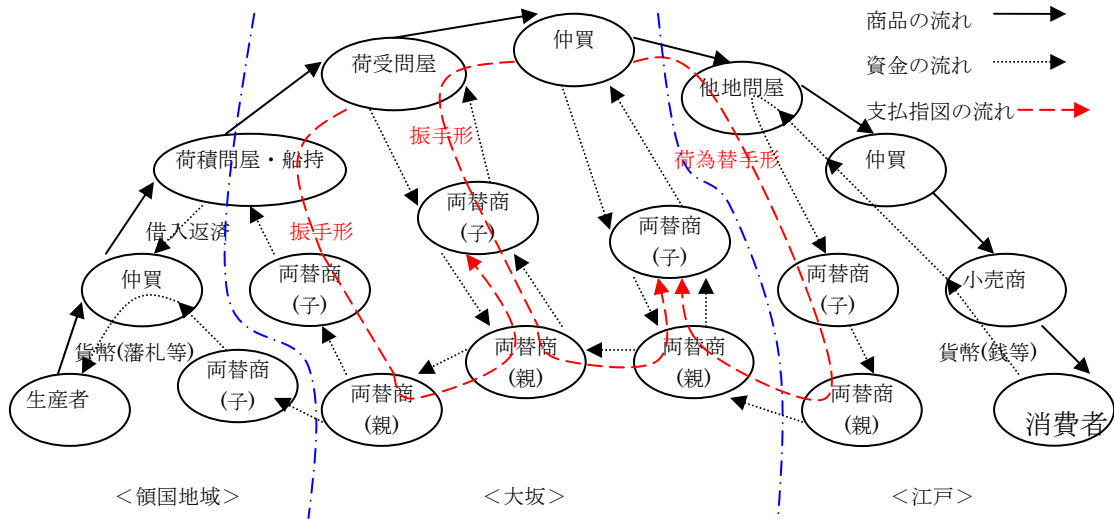 商品の流れ
資金の流れ
支払指図の流れ
仲買
荷受問屋
他地問屋
振手形
荷為替手形
荷積問屋・船持
仲買
両替商
(子)
両替商
(子)
借入返済
振手形
仲買
両替商
(子)
両替商
(子)
小売商
貨幣(藩札等)
両替商
(親)
両替商
(親)
貨幣(銭等)
生産者
両替商
(子)
両替商
(親)
両替商
(親)
消費者
＜領国地域＞
＜大坂＞
＜江戸＞